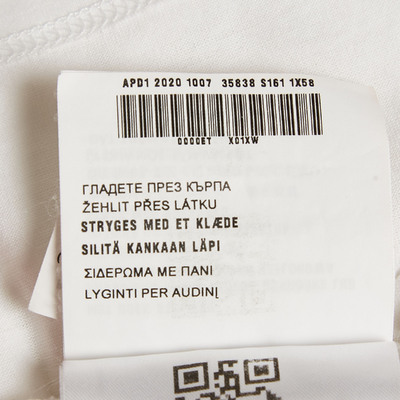 APD1 2020 1007 35838 S161 1X58
0000ET X01XW
ГЛАДЕТЕ ПРЕЗ КЪРПА
ŽEHLIT PŘES LÁTKU
STRYGES MED ET KLÆDE
SILITÄ KANKAAN LÄPI
ΣΙΔΕΡΩΜΑ ΜΕ ΠΑΝΙ
LYGINTI PER AUDINĮ